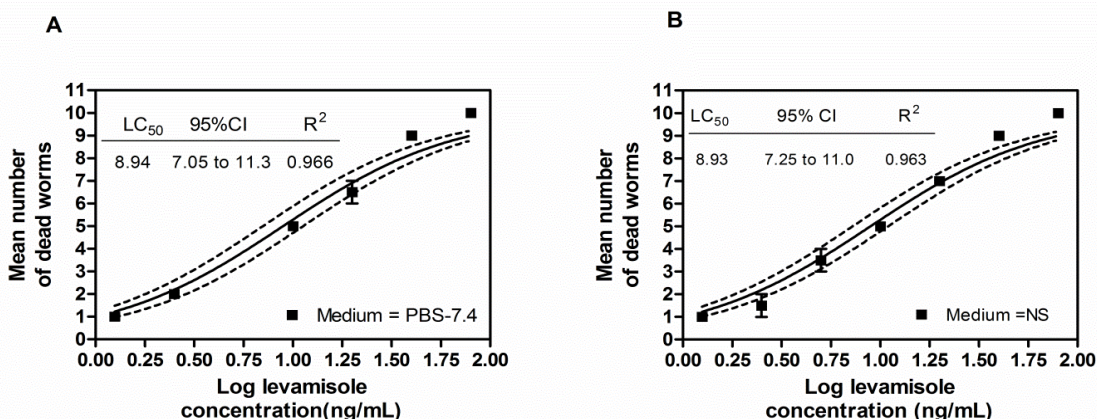 A
Mean number
of dead worms
11
10
9
8
7
6
5
4
3
2
1
0
LC50 95%CI R2
8.94 7.05 to 11.3 0.966
Medium = PBS-7.4
0.00 0.25 0.50 0.75 1.00 1.25 1.50 1.75 2.00
Log levamisole
concentration(ng/mL)
B
Mean number
of dead worms
11
10
9
8
7
6
5
4
3
2
1
0
LC50 95% CI R2
8.93 7.25 to 11.0 0.963
Medium =NS
0.00 0.25 0.50 0.75 1.00 1.25 1.50 1.75 2.00
Log levamisole
concentration (ng/mL)